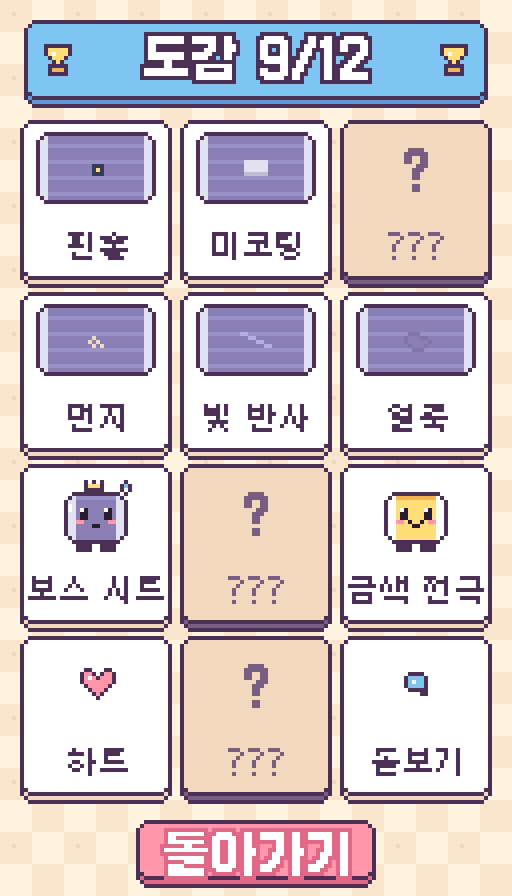 도감 9/12
핀홀
미코팅
?
???
먼지
빛 반사
얼룩
보스 시트
?
???
금색 전극
하트
?
???
돋보기
돌아가기